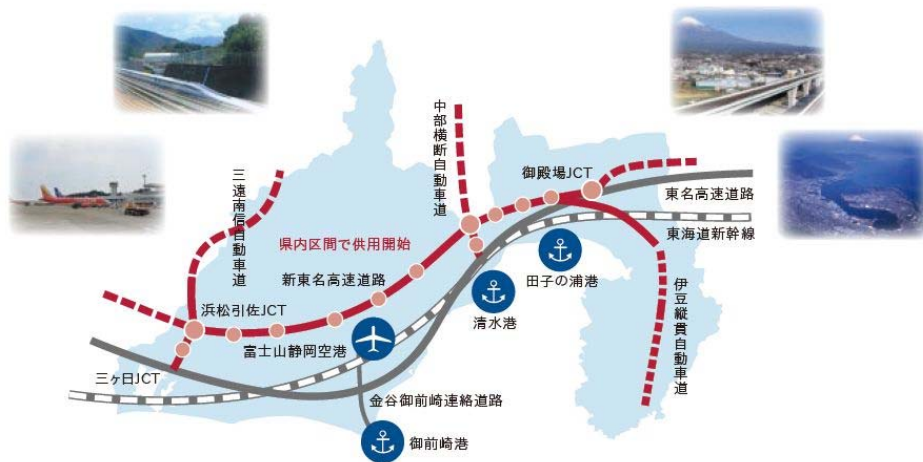 中部横断自動車道
御殿場JCT
東名高速道路
東海道新幹線
三遠南信自動車道
県内区間で供用開始
新東名高速道路
田子の浦港
伊豆縦貫自動車道
浜松引佐JCT
清水港
富士山静岡空港
三ヶ日JCT
金谷御前崎連絡道路
御前崎港